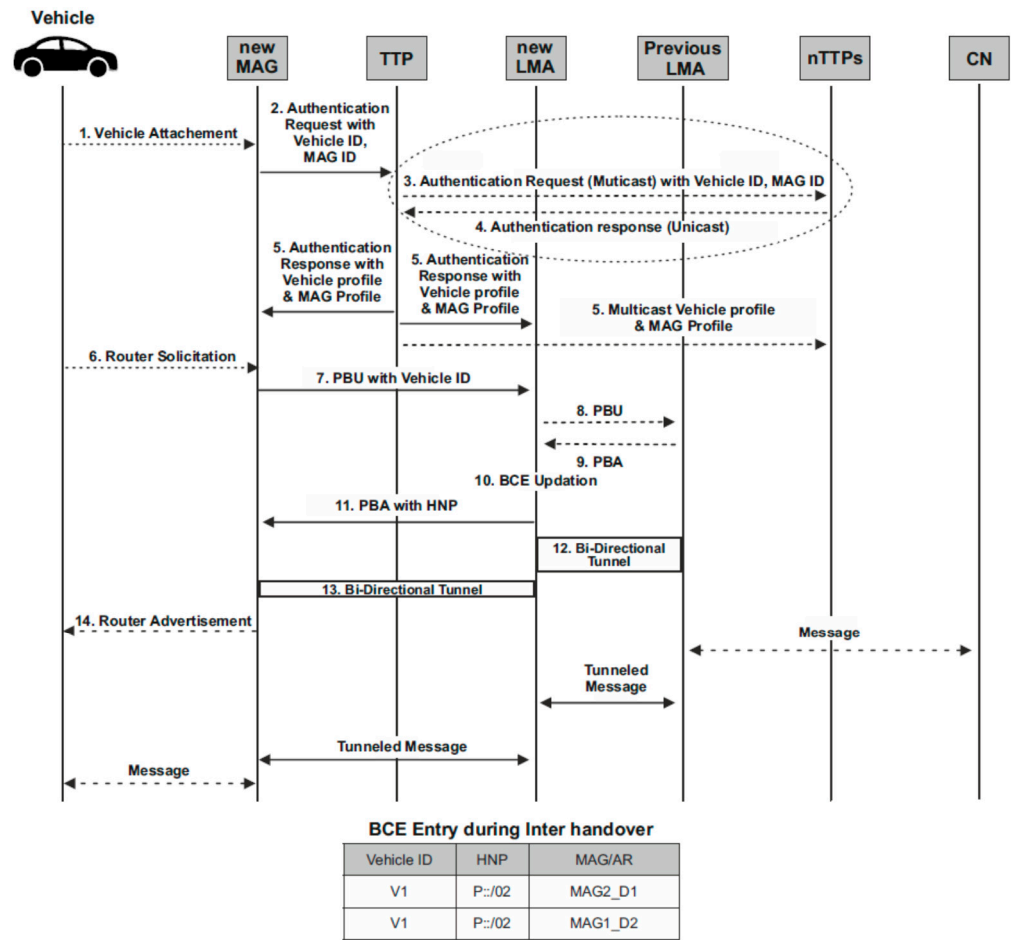 Vehicle
new
MAG
TTP
new
LMA
Previous
LMA
nTTPs
CN
1. Vehicle Attachement
2. Authentication
Request with
Vehicle ID,
MAG ID
3. Authentication Request (Muticast) with Vehicle ID, MAG ID
4. Authentication response (Unicast)
5. Authentication
Response with
Vehicle profile
& MAG Profile
5. Authentication
Response with
Vehicle profile
& MAG Profile
5. Multicast Vehicle profile
& MAG Profile
6. Router Solicitation
7. PBU with Vehicle ID
8. PBU
9. PBA
10. BCE Updation
11. PBA with HNP
12. Bi-Directional
Tunnel
13. Bi-Directional Tunnel
14. Router Advertisement
Message
Tunneled
Message
Tunneled Message
Message
BCE Entry during Inter handover
Vehicle ID HNP MAG/AR
V1 P::/02 MAG2_D1
V1 P::/02 MAG1_D2